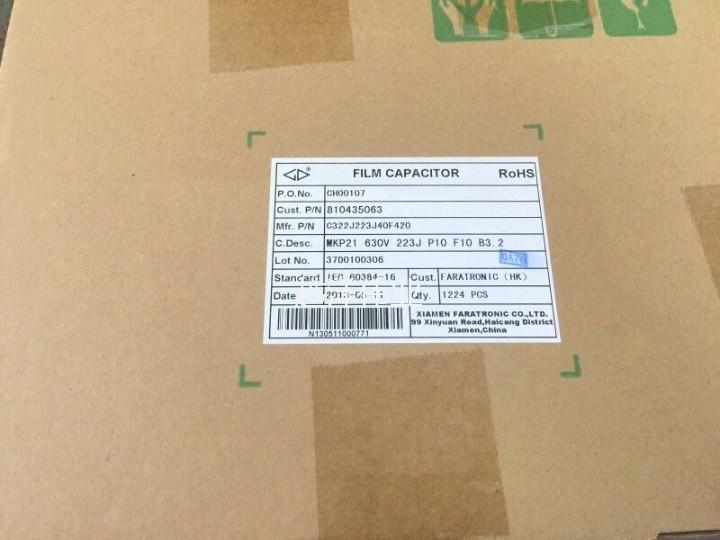 FILM CAPACITOR RoHS
P.O.No. CH00107
Cust. P/N 810435063
Mfr. P/N C322J223J40F420
C.Desc. MKP21 630V 223J P10 F10 B3.2
Lot No. 37D0100306
Standard IEC 60384-16 Cust. FARATRONIC (HK)
Date Qty. 1224 PCS
XIAMEN FARATRONIC CO.,LTD.
99 Xinyuan Road,Haicang District
Xiamen,China
N130511000771